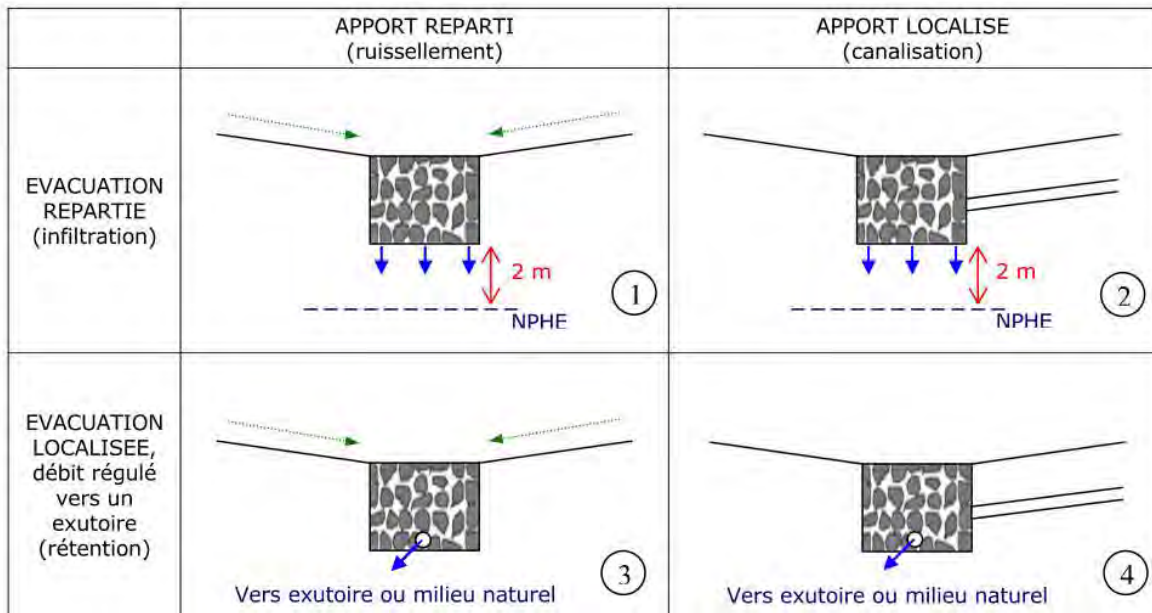 APPORT REPARTI
(ruissellement)
APPORT LOCALISE
(canalisation)
EVACUATION
REPARTIE
(infiltration)
2 m
NPHE
1
2 m
NPHE
2
EVACUATION
LOCALISEE,
débit régulé
vers un
exutoire
(rétention)
Vers exutoire ou milieu naturel
3
Vers exutoire ou milieu naturel
4